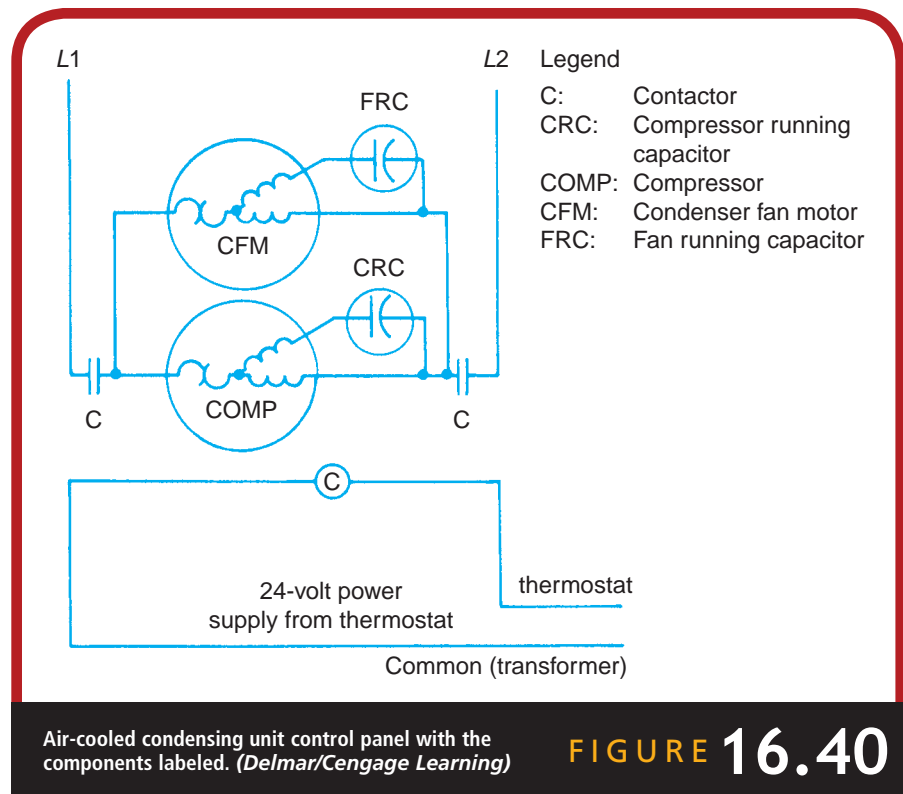 L1
L2
Legend
C: Contactor
CRC: Compressor running
capacitor
COMP: Compressor
CFM: Condenser fan motor
FRC: Fan running capacitor
FRC
CFM
CRC
COMP
C
C
C
24-volt power
supply from thermostat
thermostat
Common (transformer)
Air-cooled condensing unit control panel with the
components labeled. (Delmar/Cengage Learning)
FIGURE 16.40